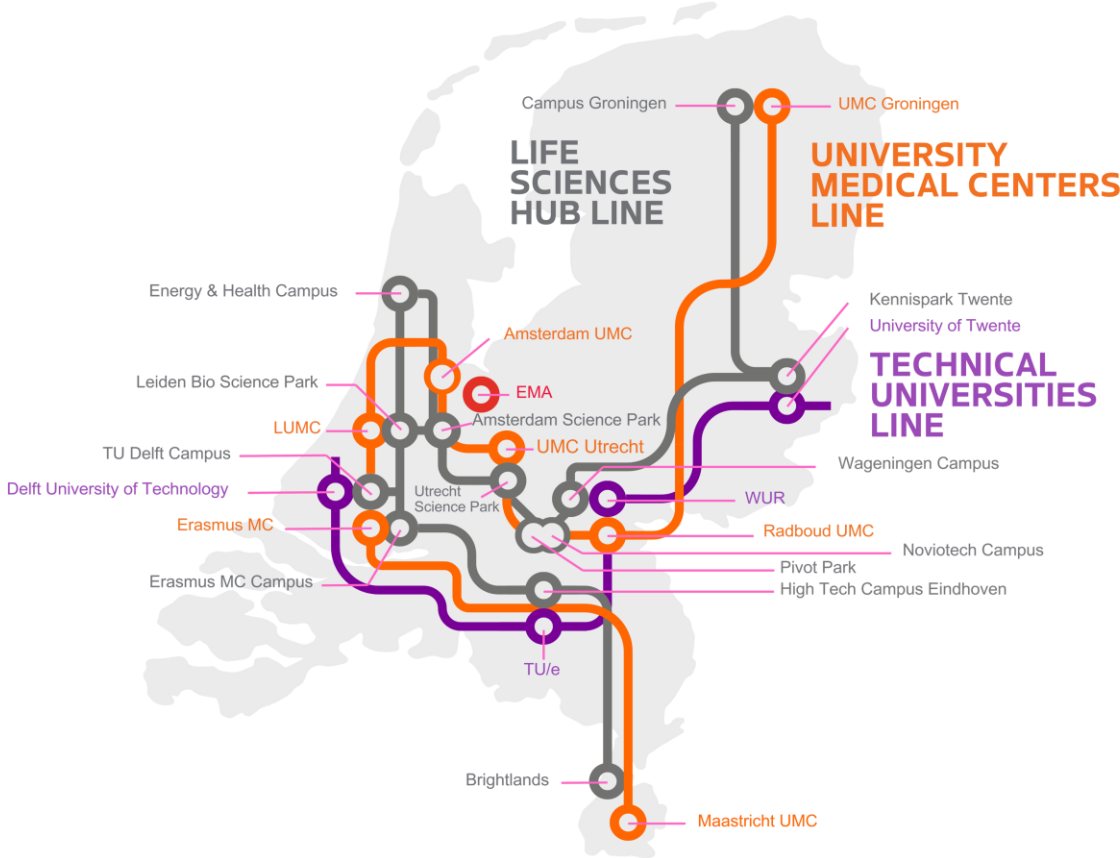 Campus Groningen
UMC Groningen
LIFE
SCIENCES
HUB LINE
UNIVERSITY
MEDICAL CENTERS
LINE
Energy & Health Campus
Kennispark Twente
University of Twente
Amsterdam UMC
TECHNICAL
UNIVERSITIES
LINE
Leiden Bio Science Park
EMA
Amsterdam Science Park
LUMC
UMC Utrecht
TU Delft Campus
Wageningen Campus
Delft University of Technology
Utrecht
Science Park
WUR
Erasmus MC
Radboud UMC
Noviotech Campus
Pivot Park
Erasmus MC Campus
High Tech Campus Eindhoven
TU/e
Brightlands
Maastricht UMC